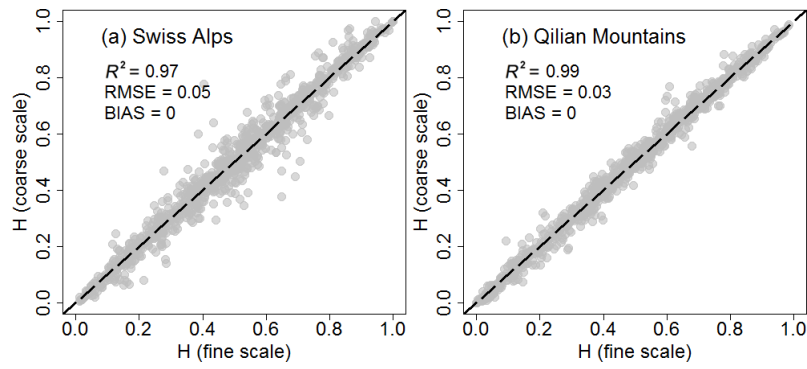 (a) Swiss Alps
R² = 0.97
RMSE = 0.05
BIAS = 0
H (coarse scale)
1.0
0.8
0.6
0.4
0.2
0.0
0.0 0.2 0.4 0.6 0.8 1.0
H (fine scale)
(b) Qilian Mountains
R² = 0.99
RMSE = 0.03
BIAS = 0
H (coarse scale)
1.0
0.8
0.6
0.4
0.2
0.0
0.0 0.2 0.4 0.6 0.8 1.0
H (fine scale)